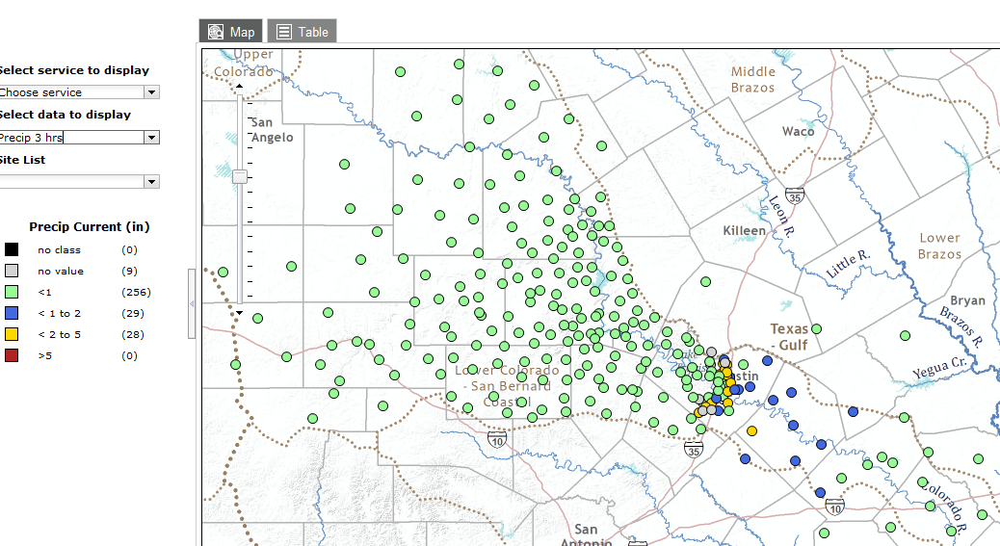 Map
Table
Select service to display
Choose service
Select data to display
Precip 3 hrs
Site List
Precip Current (in)
no class (0)
no value (9)
<1 (256)
< 1 to 2 (29)
< 2 to 5 (28)
>5 (0)
Upper
Colorado
San
Angelo
Middle
Brazos
Waco
35
Leon R.
Killeen
Little R.
Lower
Brazos
Bryan
Brazos R.
Texas
- Gulf
Yegua Cr.
Lower Colorado
- San Bernard
Coastal
10
35
10
Colorado R.
San
Antonio